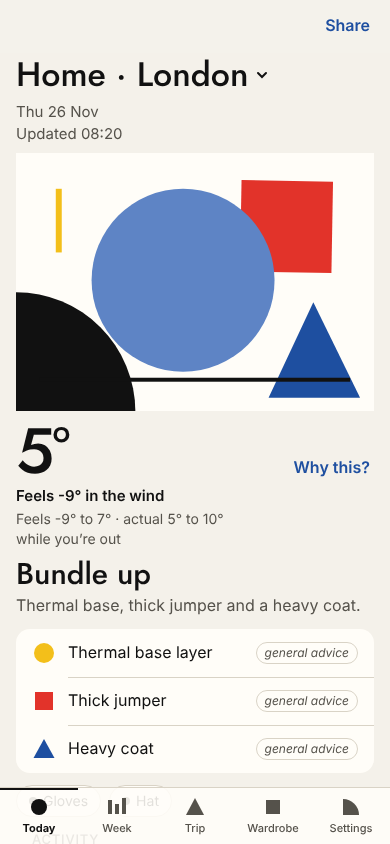 Share
Home · London
Thu 26 Nov
Updated 08:20
5°
Why this?
Feels -9° in the wind
Feels -9° to 7° · actual 5° to 10°
while you're out
Bundle up
Thermal base, thick jumper and a heavy coat.
Thermal base layer general advice
Thick jumper general advice
Heavy coat general advice
Gloves Hat
Today Week Trip Wardrobe Settings
ACTIVITY